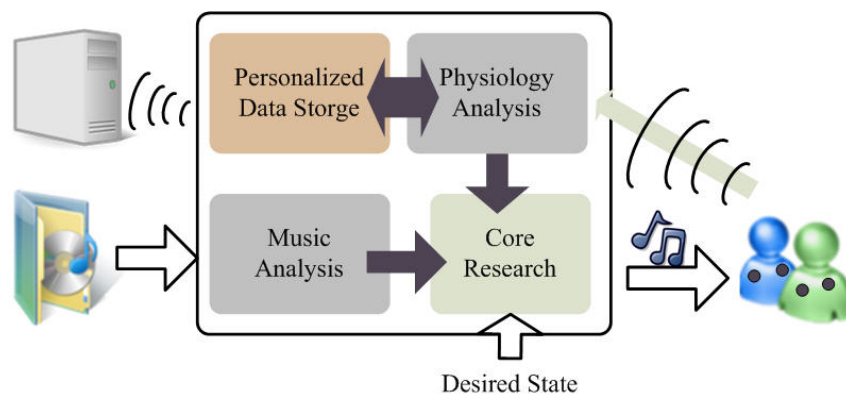 Personalized
Data Storge
Physiology
Analysis
Music
Analysis
Core
Research
Desired State